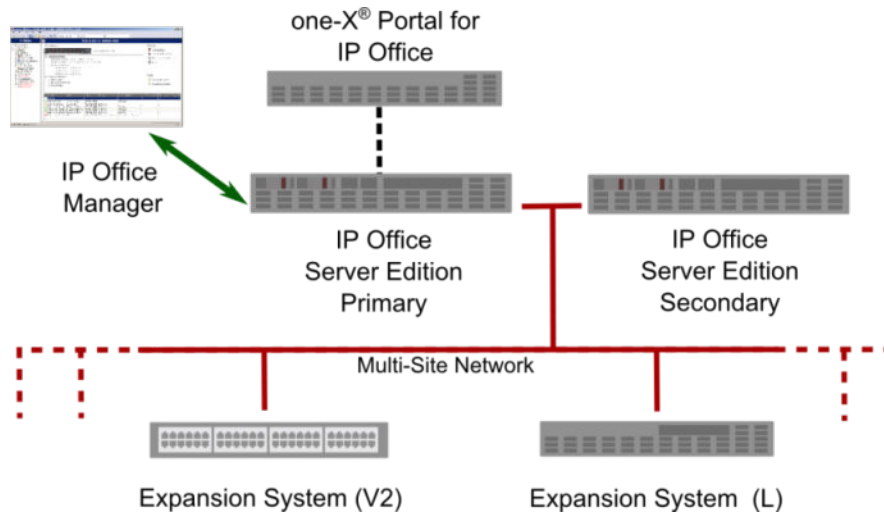 one-X® Portal for
IP Office
IP Office
Manager
IP Office
Server Edition
Primary
IP Office
Server Edition
Secondary
Multi-Site Network
Expansion System (V2)
Expansion System (L)